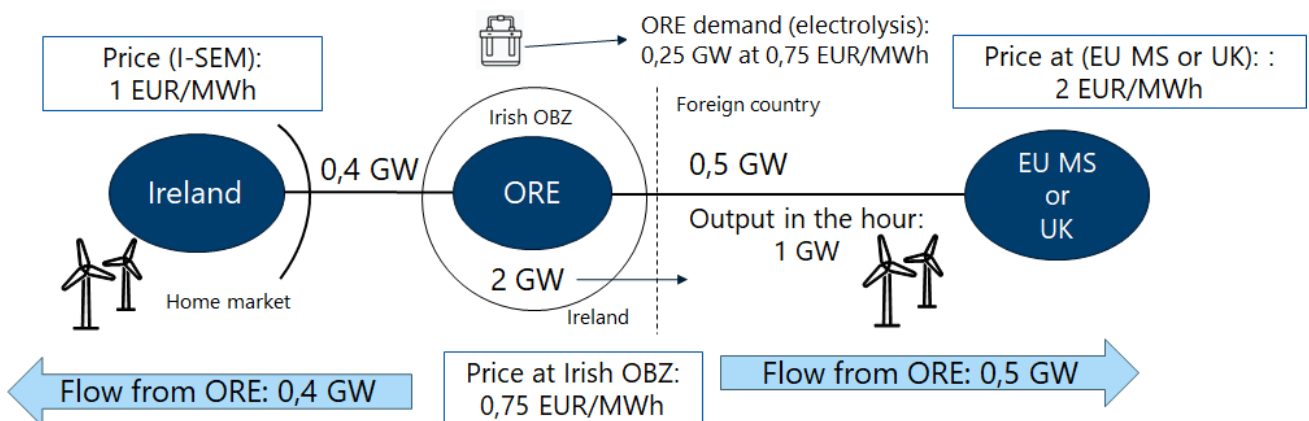 Price (I-SEM):
1 EUR/MWh
ORE demand (electrolysis):
0,25 GW at 0,75 EUR/MWh
Price at (EU MS or UK): :
2 EUR/MWh
Irish OBZ
Foreign country
Ireland
0,4 GW
ORE
0,5 GW
EU MS
or
UK
Output in the hour:
1 GW
2 GW
Home market
Ireland
Flow from ORE: 0,4 GW
Price at Irish OBZ:
0,75 EUR/MWh
Flow from ORE: 0,5 GW